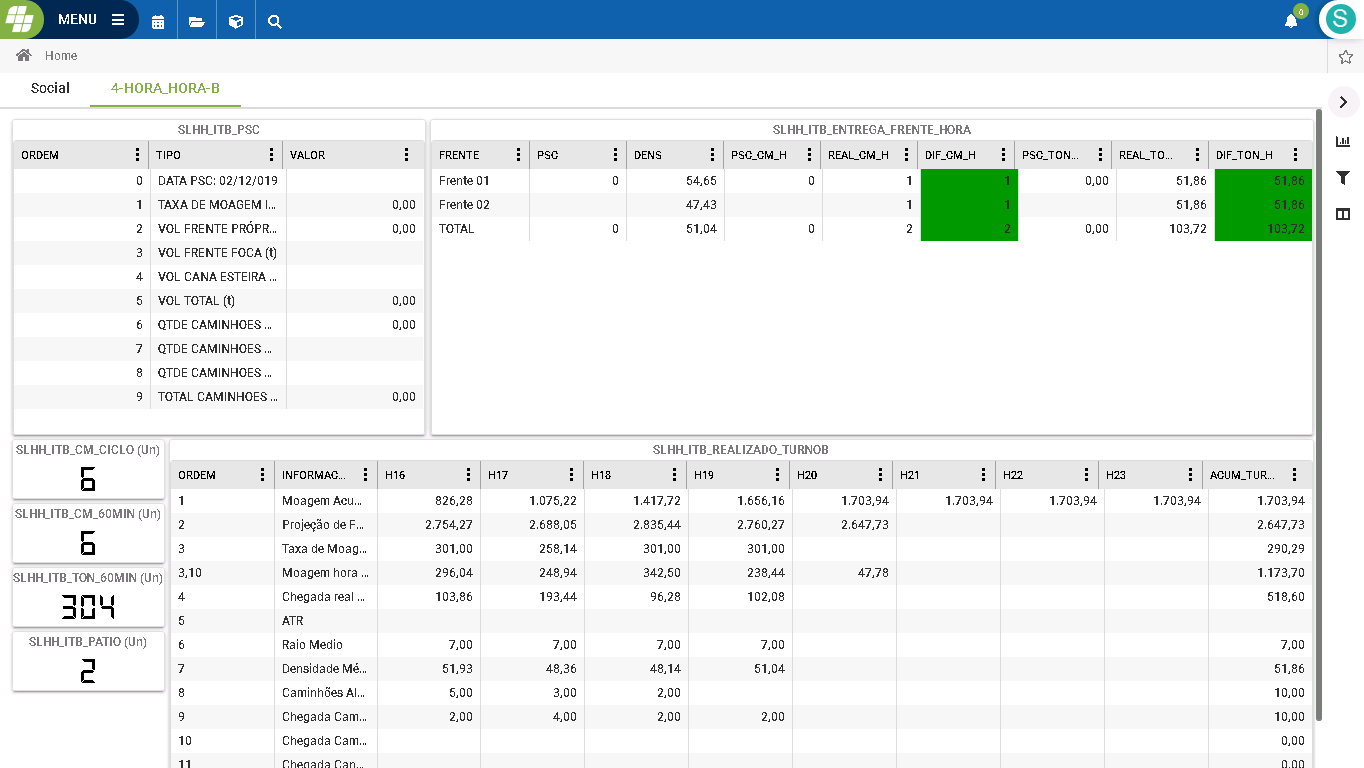 MENU
0
S
Home
Social 4-HORA_HORA-B
SLHH_ITB_PSC
ORDEM TIPO VALOR
0 DATA PSC: 02/12/019
1 TAXA DE MOAGEM I... 0,00
2 VOL FRENTE PRÓPR... 0,00
3 VOL FRENTE FOCA (t)
4 VOL CANA ESTEIRA ...
5 VOL TOTAL (t) 0,00
6 QTDE CAMINHOES ... 0,00
7 QTDE CAMINHOES ...
8 QTDE CAMINHOES ...
9 TOTAL CAMINHOES ... 0,00
SLHH_ITB_ENTREGA_FRENTE_HORA
FRENTE PSC DENS PSC_CM_H REAL_CM_H DIF_CM_H PSC_TON... REAL_TO... DIF_TON_H
Frente 01 0 54,65 0 1 1 0,00 51,86 51,86
Frente 02 47,43 1 1 51,86 51,86
TOTAL 0 51,04 0 2 2 0,00 103,72 103,72
SLHH_ITB_CM_CICLO (Un)
6
SLHH_ITB_CM_60MIN (Un)
6
SLHH_ITB_TON_60MIN (Un)
304
SLHH_ITB_PATIO (Un)
2
SLHH_ITB_REALIZADO_TURNOB
ORDEM INFORMAC... H16 H17 H18 H19 H20 H21 H22 H23 ACUM_TUR...
1 Moagem Acu... 826,28 1.075,22 1.417,72 1.656,16 1.703,94 1.703,94 1.703,94 1.703,94 1.703,94
2 Projeção de F... 2.754,27 2.688,05 2.835,44 2.760,27 2.647,73 2.647,73
3 Taxa de Moag... 301,00 258,14 301,00 301,00 290,29
3,10 Moagem hora ... 296,04 248,94 342,50 238,44 47,78 1.173,70
4 Chegada real ... 103,86 193,44 96,28 102,08 518,60
5 ATR
6 Raio Medio 7,00 7,00 7,00 7,00 7,00
7 Densidade Mé... 51,93 48,36 48,14 51,04 51,86
8 Caminhões Al... 5,00 3,00 2,00 10,00
9 Chegada Cam... 2,00 4,00 2,00 2,00 10,00
10 Chegada Cam... 0,00
11 Chegada Can... 0,00